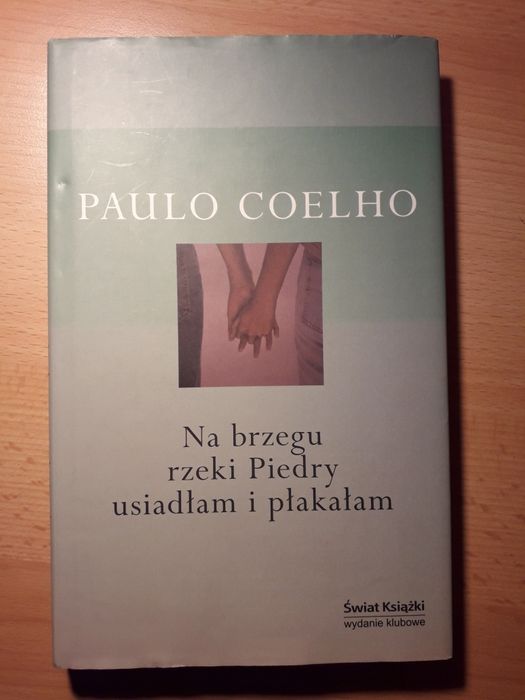 PAULO COELHO
Na brzegu
rzeki Piedry
usiadłam i płakałam
Świat Książki
wydanie klubowe